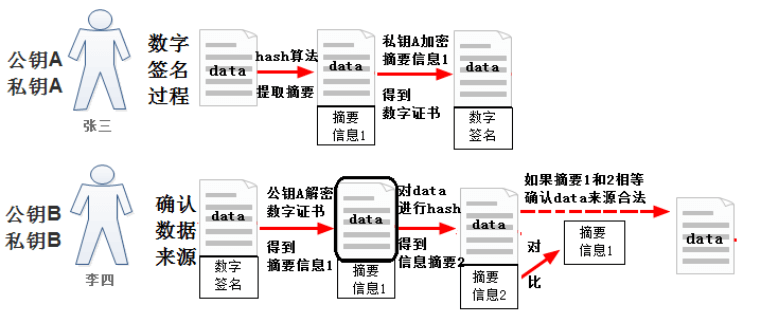 公钥A
私钥A
张三
数字
签名
过程
data
hash算法
提取摘要
data
摘要
信息1
私钥A加密
摘要信息1
得到
数字证书
data
数字
签名
公钥B
私钥B
李四
确认
数据
来源
data
数字
签名
公钥A解密
数字证书
得到
摘要信息1
data
摘要
信息1
对data
进行hash
得到
信息摘要2
data
摘要
信息2
如果摘要1和2相等
确认data来源合法
对
比
摘要
信息1
data